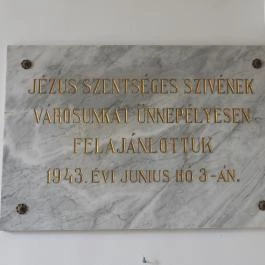 JÉZUS SZENTSÉGES SZIVÉNEK
VÁROSUNKAT ÜNNEPÉLYESEN
FELAJÁNLOTTUK
1943. ÉVI JUNIUS HÓ 3-ÁN.